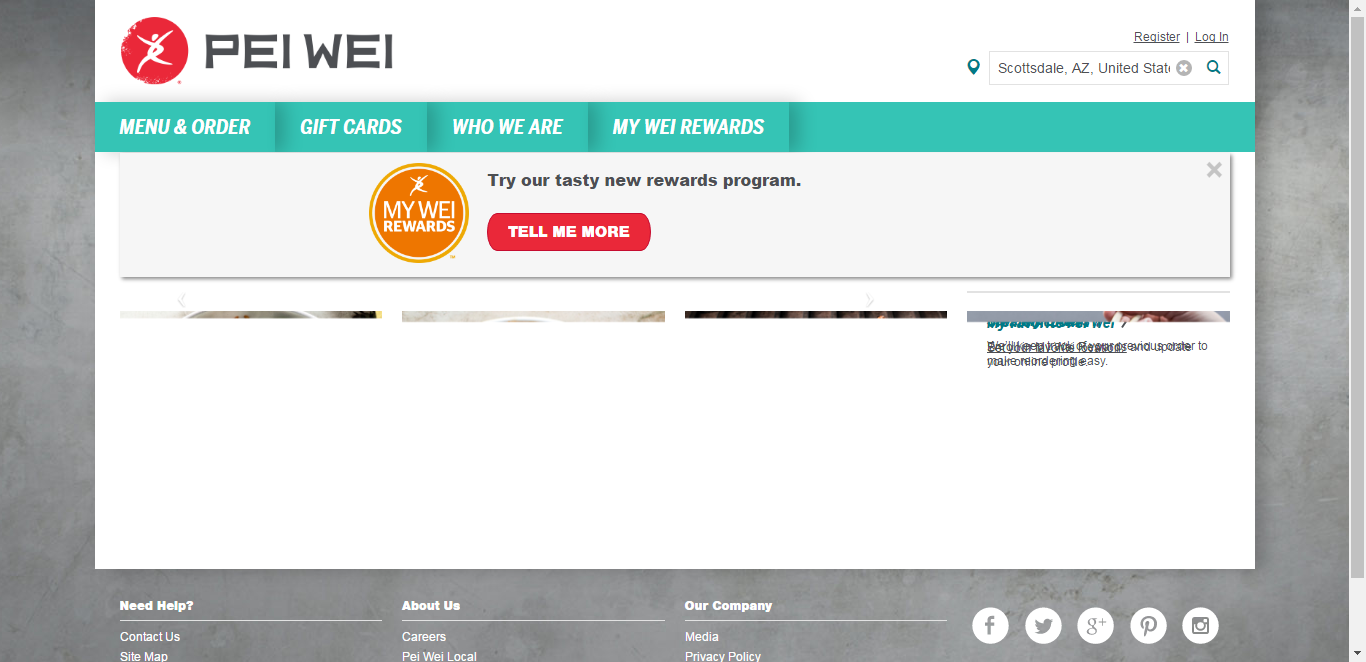 PEI WEI
Register | Log In
Scottsdale, AZ, United State
MENU & ORDER GIFT CARDS WHO WE ARE MY WEI REWARDS
MY WEI
REWARDS
™
Try our tasty new rewards program.
TELL ME MORE
Need Help? About Us Our Company
Contact Us Careers Media
Site Map Pei Wei Local Privacy Policy